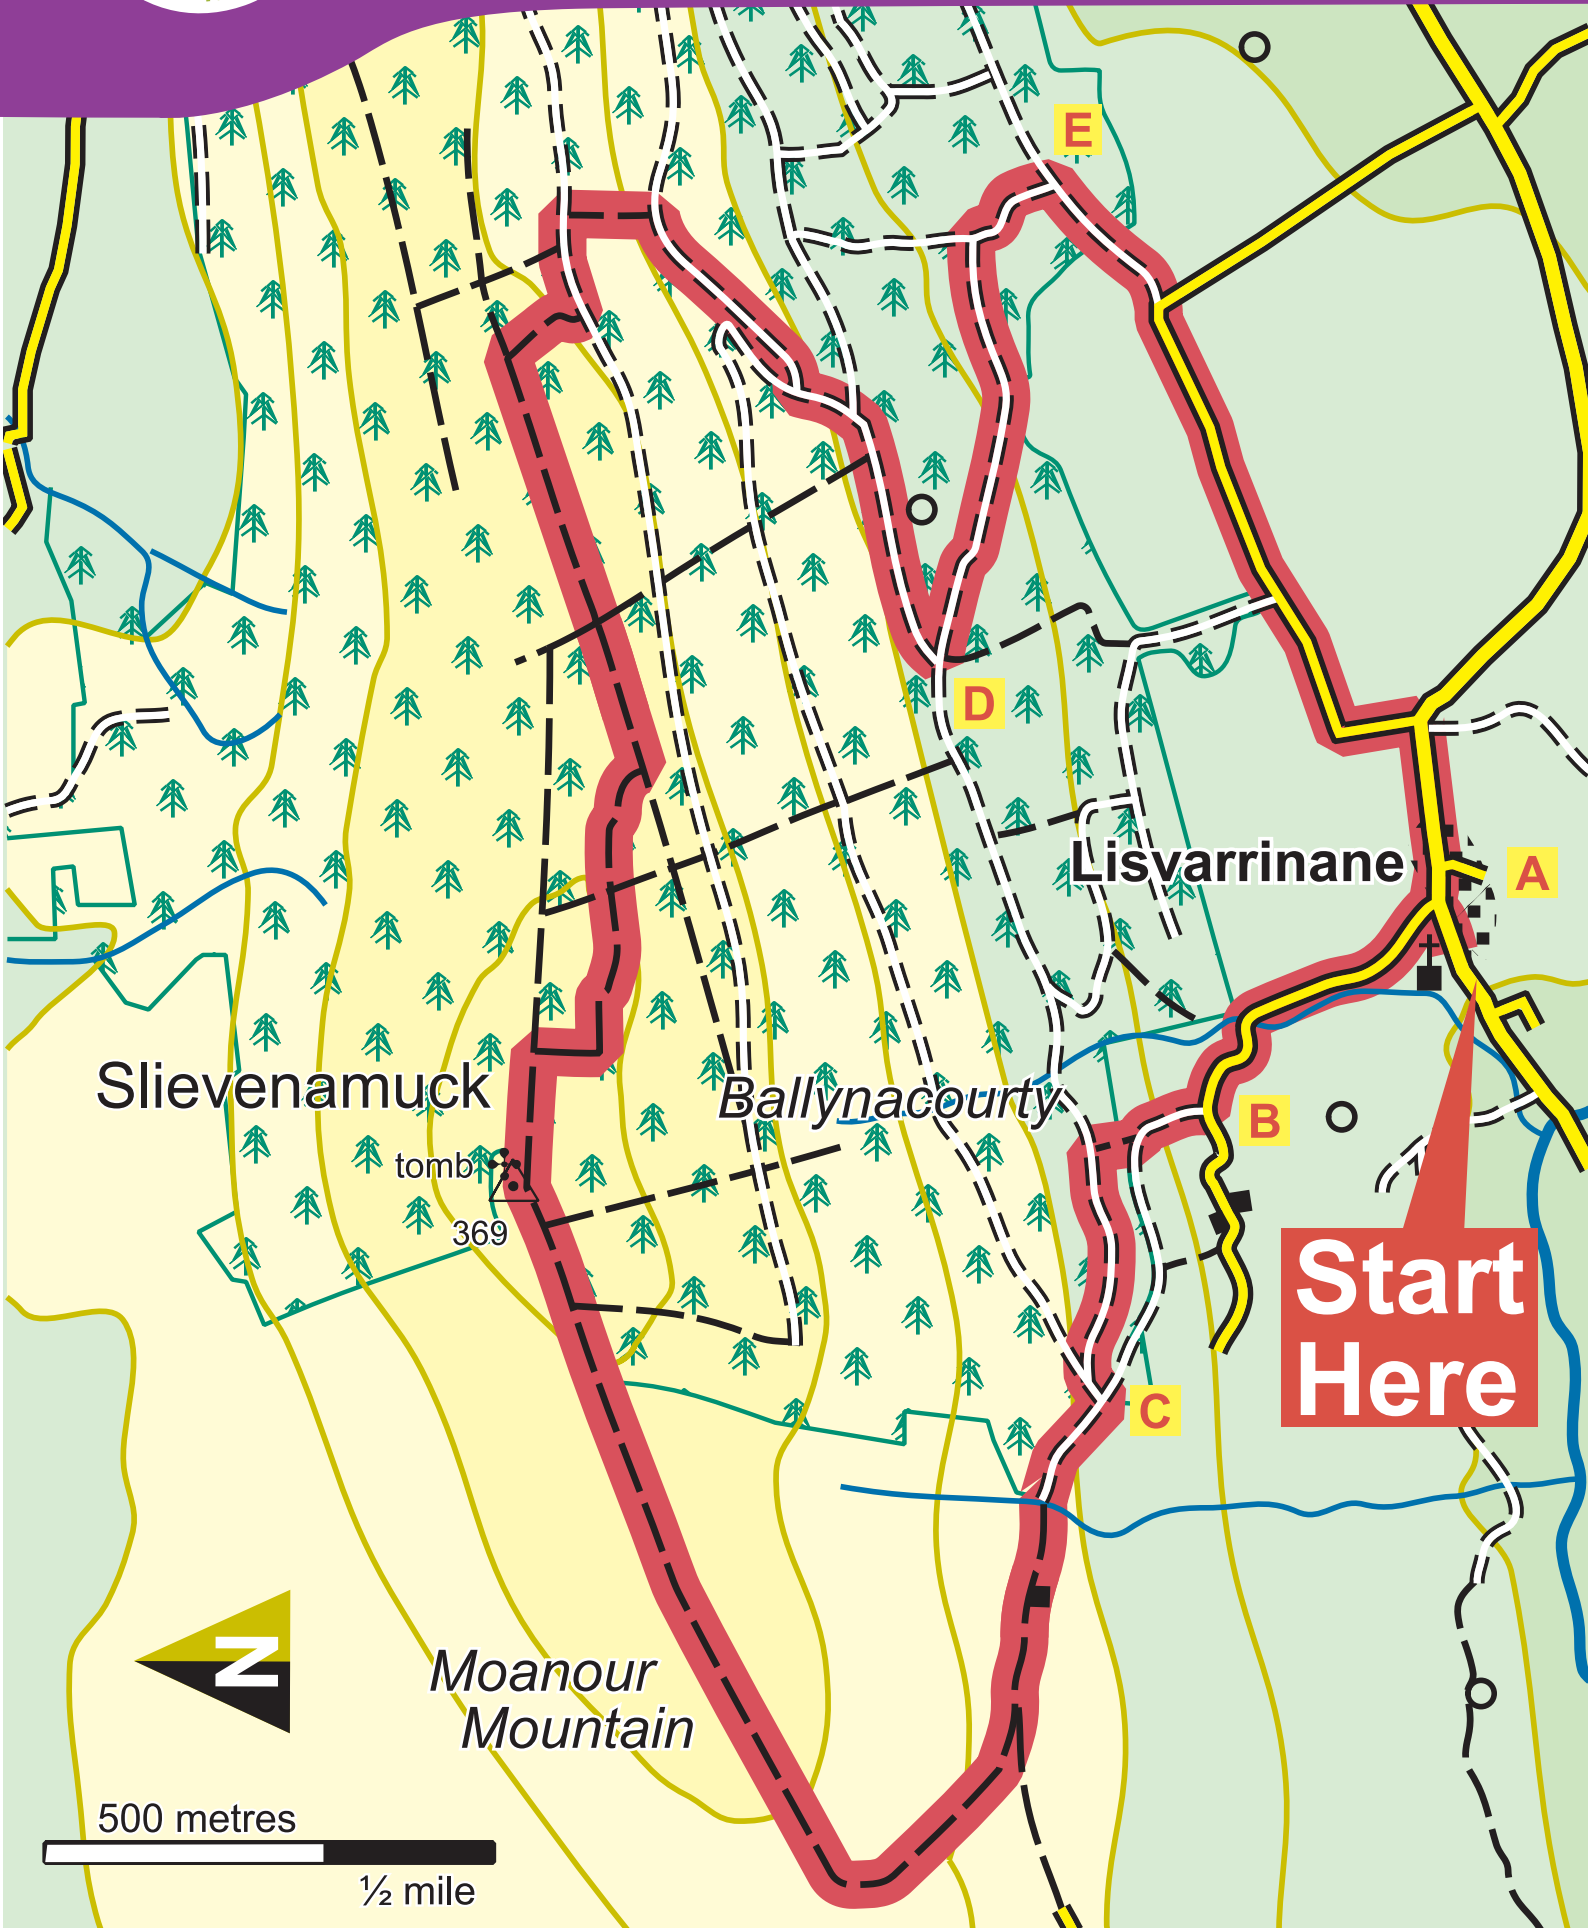 E
D
Lisvarrinane
A
Slievenamuck
Ballynacourty
B
tomb
369
Start
Here
C
N
Moanour
Mountain
500 metres
½ mile